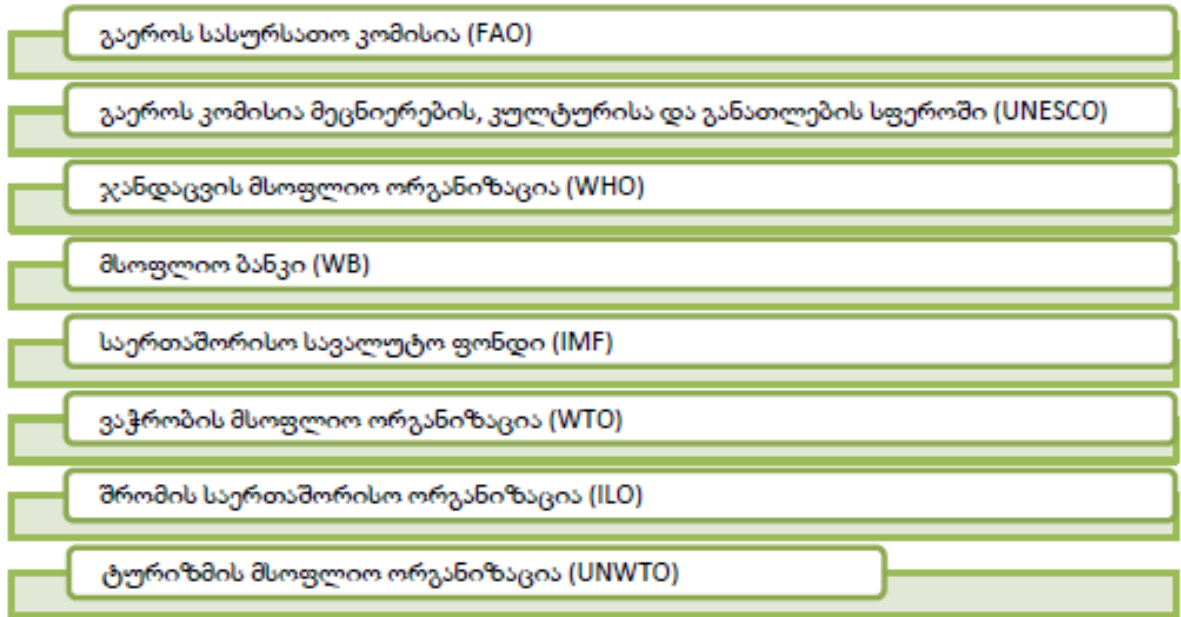 გაეროს სასურსათო კომისია (FAO)
გაეროს კომისია მეცნიერების, კულტურისა და განათლების სფეროში (UNESCO)
ჯანდაცვის მსოფლიო ორგანიზაცია (WHO)
მსოფლიო ბანკი (WB)
საერთაშორისო სავალუტო ფონდი (IMF)
ვაჭრობის მსოფლიო ორგანიზაცია (WTO)
შრომის საერთაშორისო ორგანიზაცია (ILO)
ტურიზმის მსოფლიო ორგანიზაცია (UNWTO)